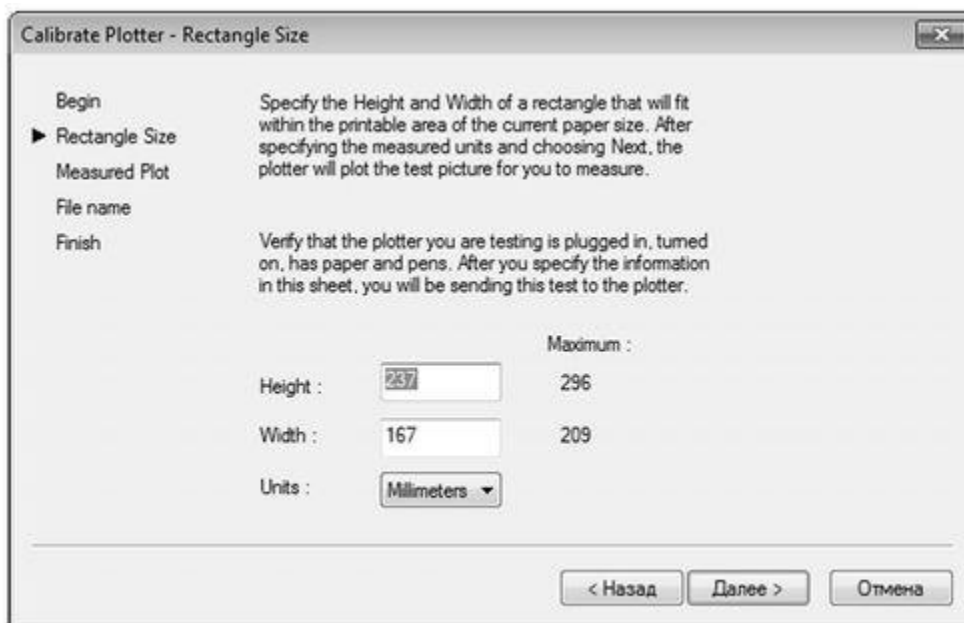 Calibrate Plotter - Rectangle Size
Begin
Rectangle Size
Measured Plot
File name
Finish
Specify the Height and Width of a rectangle that will fit
within the printable area of the current paper size. After
specifying the measured units and choosing Next, the
plotter will plot the test picture for you to measure.
Verify that the plotter you are testing is plugged in, turned
on, has paper and pens. After you specify the information
in this sheet, you will be sending this test to the plotter.
Maximum :
Height : 237 296
Width : 167 209
Units : Millimeters
< Назад Далее > Отмена